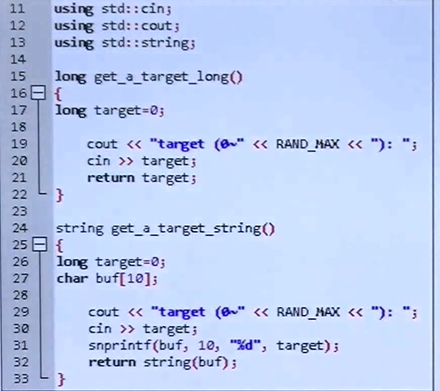 11 using std::cin;
12 using std::cout;
13 using std::string;
14
15 long get_a_target_long()
16 {
17 long target=0;
18
19     cout << "target (0~" << RAND_MAX << "): ";
20     cin >> target;
21     return target;
22 }
23
24 string get_a_target_string()
25 {
26 long target=0;
27 char buf[10];
28
29     cout << "target (0~" << RAND_MAX << "): ";
30     cin >> target;
31     snprintf(buf, 10, "%d", target);
32     return string(buf);
33 }